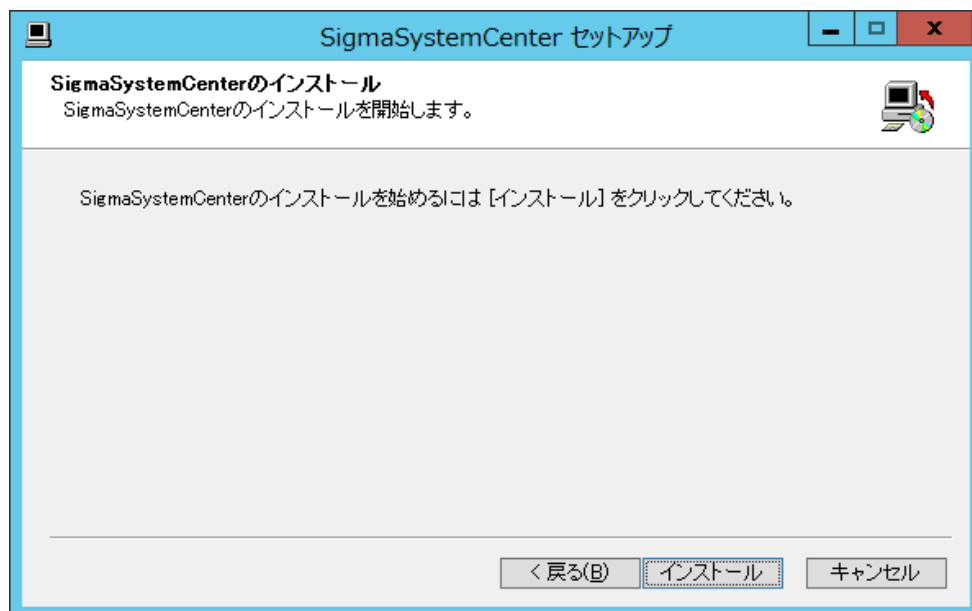 SigmaSystemCenter セットアップ
SigmaSystemCenterのインストール
SigmaSystemCenterのインストールを開始します。
SigmaSystemCenterのインストールを始めるには [インストール] をクリックしてください。
< 戻る(B) インストール キャンセル